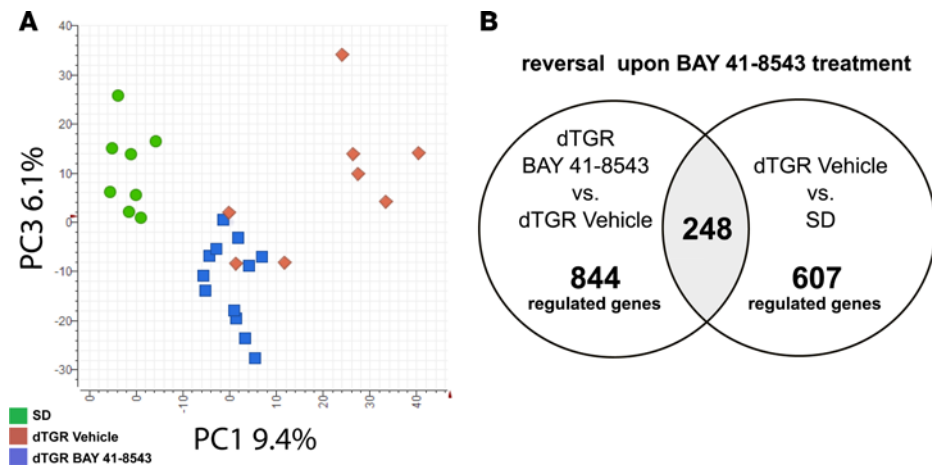 A
B
40
30
20
10
0
-10
-20
-30
PC3 6.1%
0
0
-10
0
10
20
30
40
PC1 9.4%
SD
dTGR Vehicle
dTGR BAY 41-8543
reversal upon BAY 41-8543 treatment
dTGR
BAY 41-8543
vs.
dTGR Vehicle
844
regulated genes
248
dTGR Vehicle
vs.
SD
607
regulated genes